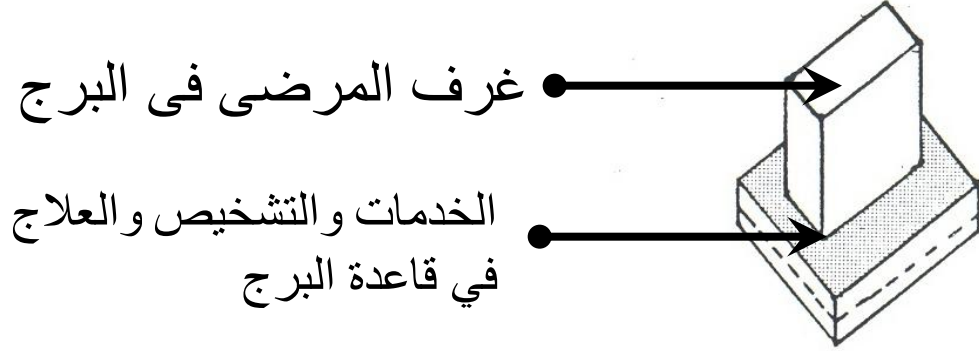 غرف المرضى فى البرج
الخدمات والتشخيص والعلاج
في قاعدة البرج